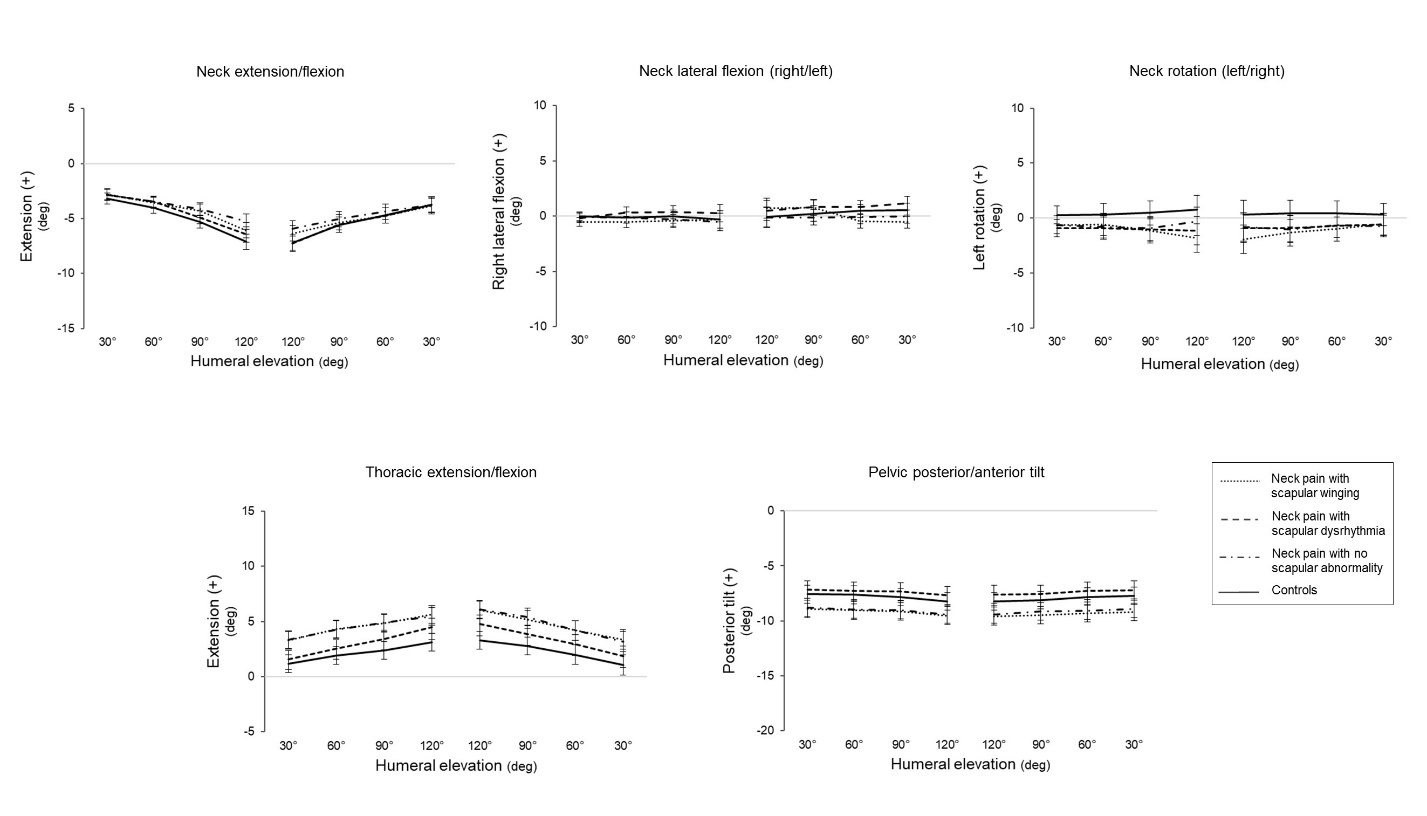 Neck extension/flexion
5
0
-5
-10
-15
Extension (+)
(deg)
30° 60° 90° 120° 120° 90° 60° 30°
Humeral elevation (deg)
Neck lateral flexion (right/left)
10
5
0
-5
-10
Right lateral flexion (+)
(deg)
30° 60° 90° 120° 120° 90° 60° 30°
Humeral elevation (deg)
Neck rotation (left/right)
10
5
0
-5
-10
Left rotation (+)
(deg)
30° 60° 90° 120° 120° 90° 60° 30°
Humeral elevation (deg)
Thoracic extension/flexion
15
10
5
0
-5
Extension (+)
(deg)
30° 60° 90° 120° 120° 90° 60° 30°
Humeral elevation (deg)
Pelvic posterior/anterior tilt
0
-5
-10
-15
-20
Posterior tilt (+)
(deg)
30° 60° 90° 120° 120° 90° 60° 30°
Humeral elevation (deg)
Neck pain with
scapular winging
Neck pain with
scapular dysrhythmia
Neck pain with no
scapular abnormality
Controls